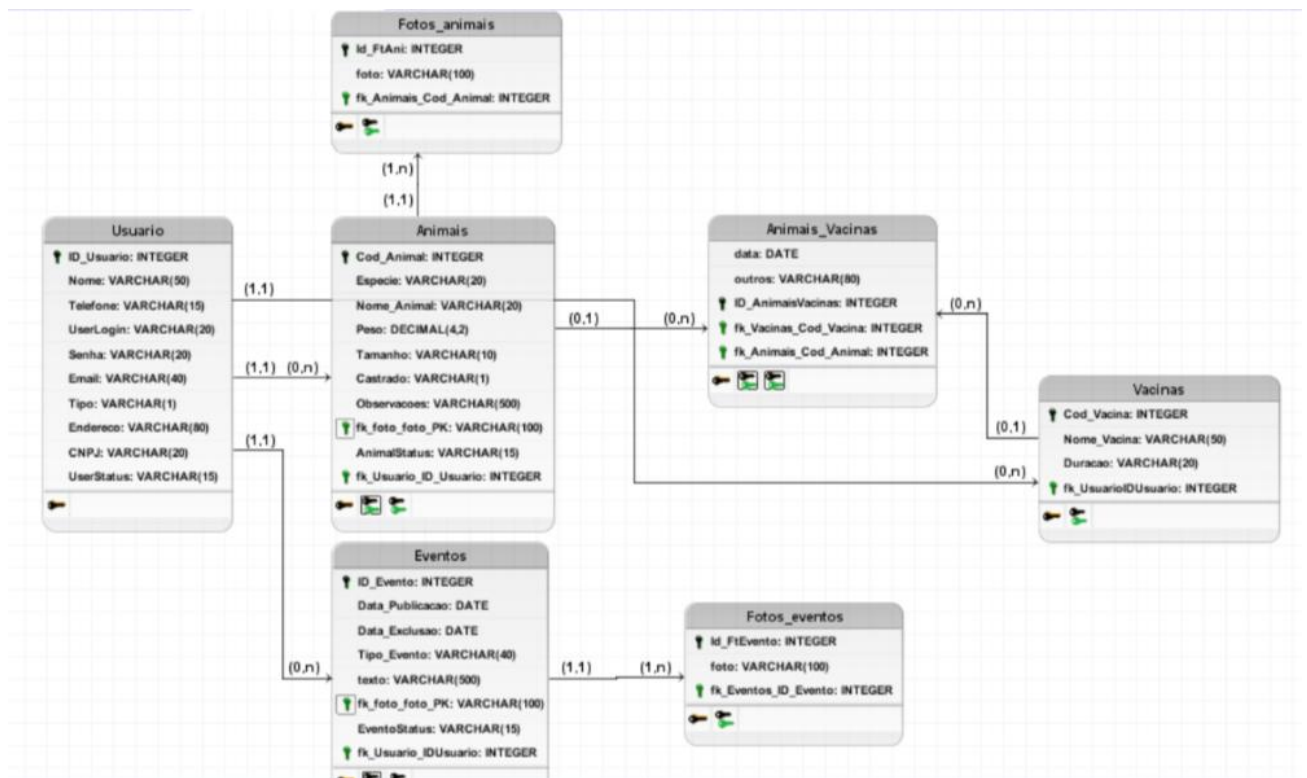 Fotos_animais
Id_FtAni: INTEGER
foto: VARCHAR(100)
fk_Animais_Cod_Animal: INTEGER
(1,n)
(1,1)
Usuario
ID_Usuario: INTEGER
Nome: VARCHAR(50)
Telefone: VARCHAR(15)
UserLogin: VARCHAR(20)
Senha: VARCHAR(20)
Email: VARCHAR(40)
Tipo: VARCHAR(1)
Endereco: VARCHAR(80)
CNPJ: VARCHAR(20)
UserStatus: VARCHAR(15)
(1,1)
(1,1) (0,n)
(1,1)
Animais
Cod_Animal: INTEGER
Especie: VARCHAR(20)
Nome_Animal: VARCHAR(20)
Peso: DECIMAL(4,2)
Tamanho: VARCHAR(10)
Castrado: VARCHAR(1)
Observacoes: VARCHAR(500)
fk_foto_foto_PK: VARCHAR(100)
AnimalStatus: VARCHAR(15)
fk_Usuario_ID_Usuario: INTEGER
(0,1) (0,n)
Animais_Vacinas
data: DATE
outros: VARCHAR(80)
ID_AnimaisVacinas: INTEGER
fk_Vacinas_Cod_Vacina: INTEGER
fk_Animais_Cod_Animal: INTEGER
(0,n)
(0,1)
(0,n)
Vacinas
Cod_Vacina: INTEGER
Nome_Vacina: VARCHAR(50)
Duracao: VARCHAR(20)
fk_UsuarioIDUsuario: INTEGER
(0,n)
Eventos
ID_Evento: INTEGER
Data_Publicacao: DATE
Data_Exclusao: DATE
Tipo_Evento: VARCHAR(40)
texto: VARCHAR(500)
fk_foto_foto_PK: VARCHAR(100)
EventoStatus: VARCHAR(15)
fk_Usuario_IDUsuario: INTEGER
(1,1) (1,n)
Fotos_eventos
Id_FtEvento: INTEGER
foto: VARCHAR(100)
fk_Eventos_ID_Evento: INTEGER